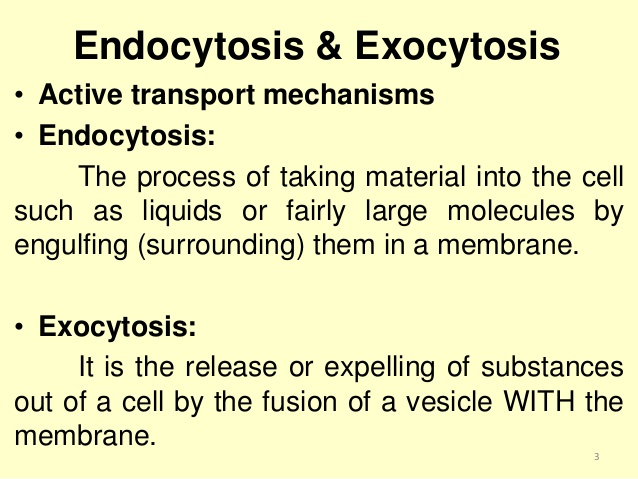 Endocytosis & Exocytosis
• Active transport mechanisms
• Endocytosis:
The process of taking material into the cell
such as liquids or fairly large molecules by
engulfing (surrounding) them in a membrane.
• Exocytosis:
It is the release or expelling of substances
out of a cell by the fusion of a vesicle WITH the
membrane.
3